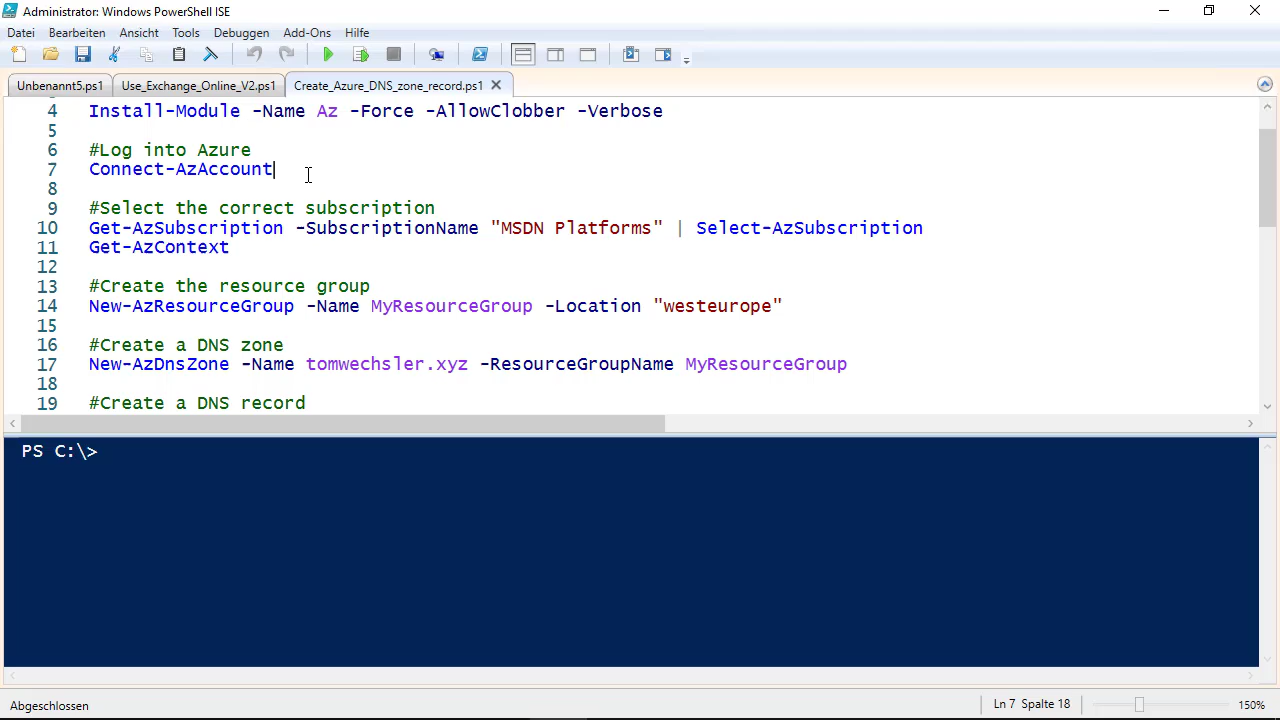 Administrator: Windows PowerShell ISE
Datei Bearbeiten Ansicht Tools Debuggen Add-Ons Hilfe
Unbenannt5.ps1 Use_Exchange_Online_V2.ps1 Create_Azure_DNS_zone_record.ps1
4 Install-Module -Name Az -Force -AllowClobber -Verbose
5
6 #Log into Azure
7 Connect-AzAccount
8
9 #Select the correct subscription
10 Get-AzSubscription -SubscriptionName "MSDN Platforms" | Select-AzSubscription
11 Get-AzContext
12
13 #Create the resource group
14 New-AzResourceGroup -Name MyResourceGroup -Location "westeurope"
15
16 #Create a DNS zone
17 New-AzDnsZone -Name tomwechsler.xyz -ResourceGroupName MyResourceGroup
18
19 #Create a DNS record
PS C:\>
Abgeschlossen Ln 7 Spalte 18 150%